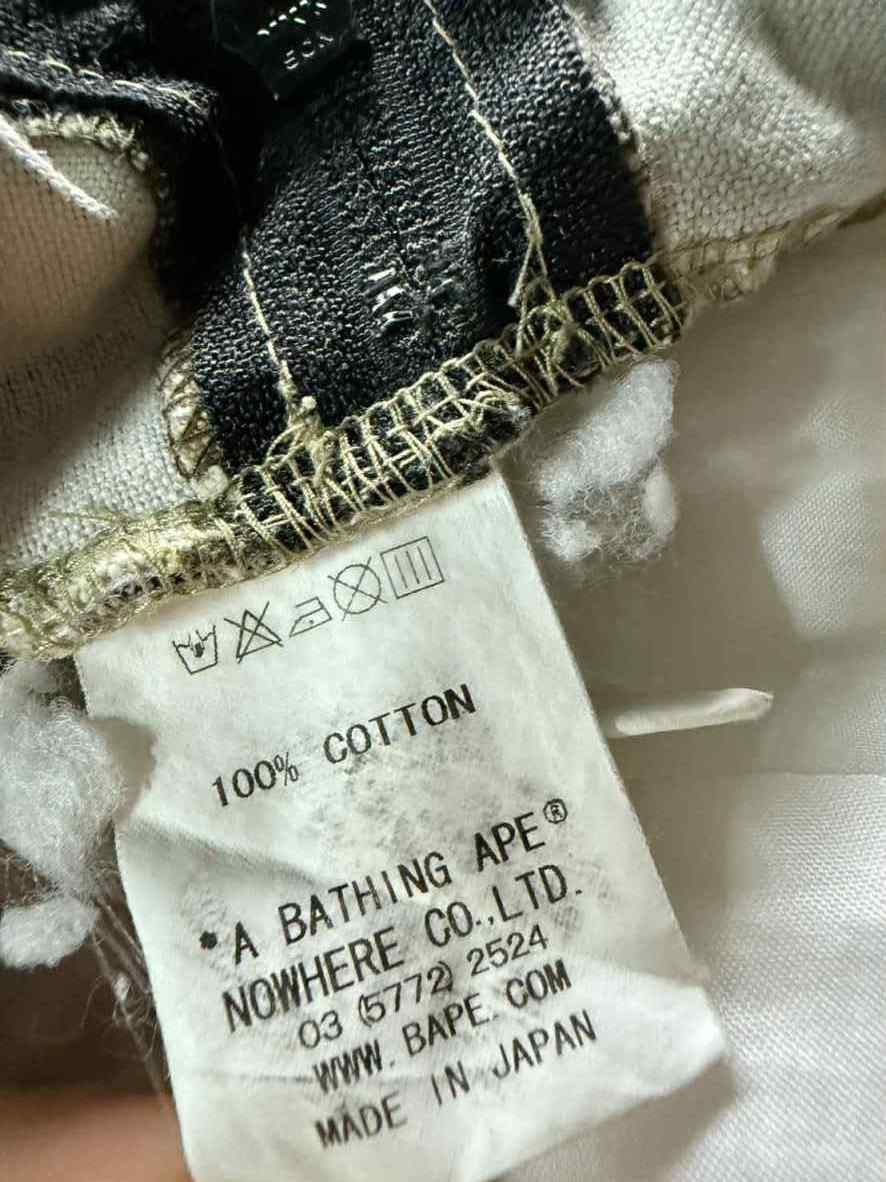 100% COTTON
*A BATHING APE®
NOWHERE CO.,LTD.
03 (5772) 2524
WWW.BAPE.COM
MADE IN JAPAN